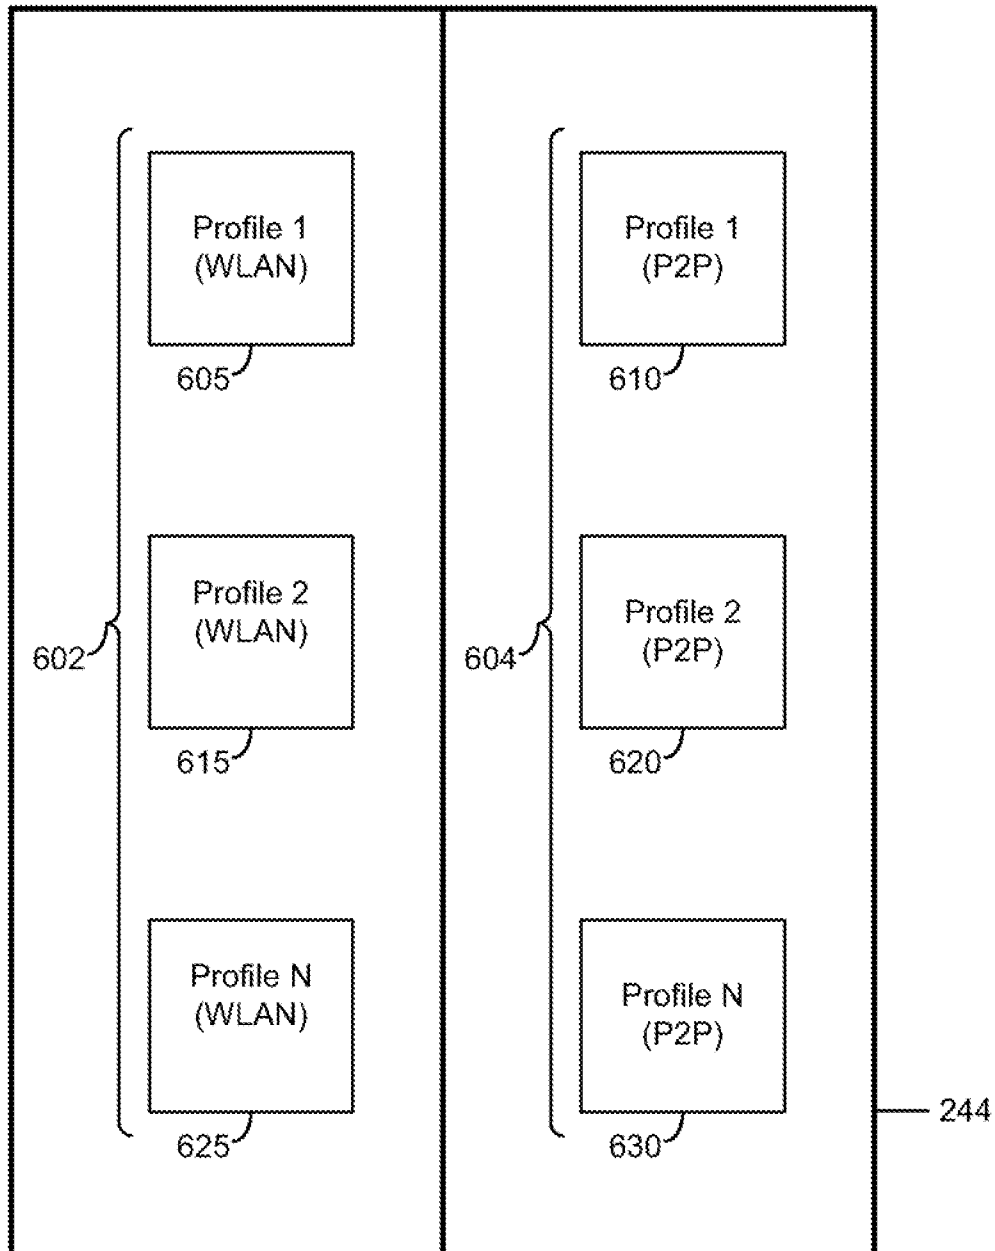 Profile 1
(WLAN)
605
Profile 1
(P2P)
610
Profile 2
(WLAN)
615
Profile 2
(P2P)
620
602
604
Profile N
(WLAN)
625
Profile N
(P2P)
630
244